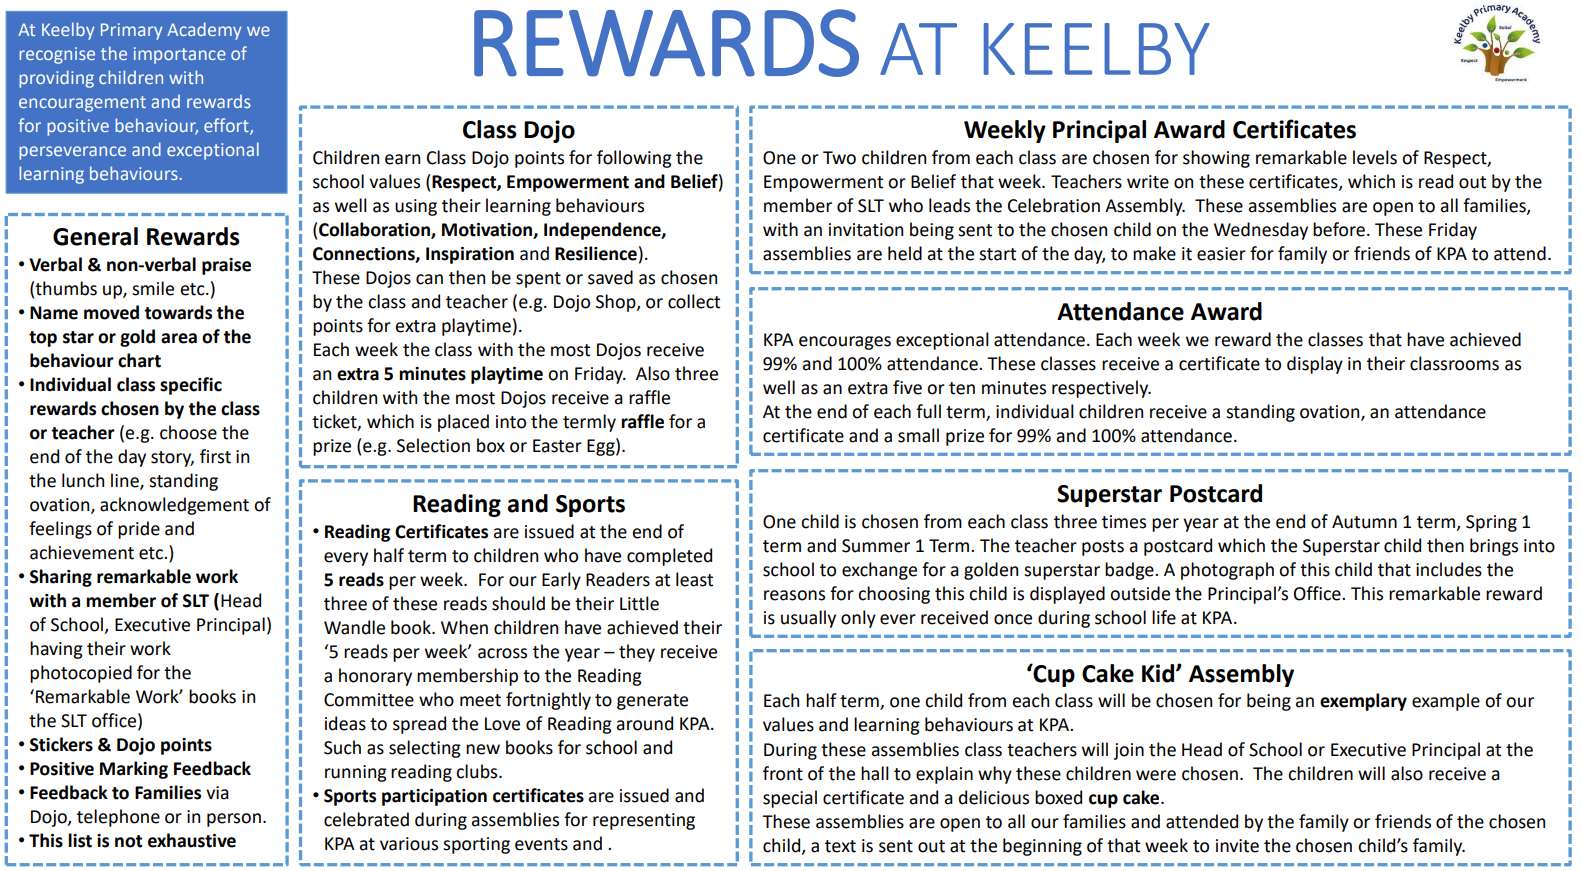 REWARDS AT KEELBY
Keelby Primary Academy
Belief
Respect
Empowerment
At Keelby Primary Academy we
recognise the importance of
providing children with
encouragement and rewards
for positive behaviour, effort,
perseverance and exceptional
learning behaviours.
General Rewards
• Verbal & non-verbal praise
(thumbs up, smile etc.)
• Name moved towards the
top star or gold area of the
behaviour chart
• Individual class specific
rewards chosen by the class
or teacher (e.g. choose the
end of the day story, first in
the lunch line, standing
ovation, acknowledgement of
feelings of pride and
achievement etc.)
• Sharing remarkable work
with a member of SLT (Head
of School, Executive Principal)
having their work
photocopied for the
‘Remarkable Work’ books in
the SLT office)
• Stickers & Dojo points
• Positive Marking Feedback
• Feedback to Families via
Dojo, telephone or in person.
• This list is not exhaustive
Class Dojo
Children earn Class Dojo points for following the
school values (Respect, Empowerment and Belief)
as well as using their learning behaviours
(Collaboration, Motivation, Independence,
Connections, Inspiration and Resilience).
These Dojos can then be spent or saved as chosen
by the class and teacher (e.g. Dojo Shop, or collect
points for extra playtime).
Each week the class with the most Dojos receive
an extra 5 minutes playtime on Friday. Also three
children with the most Dojos receive a raffle
ticket, which is placed into the termly raffle for a
prize (e.g. Selection box or Easter Egg).
Reading and Sports
• Reading Certificates are issued at the end of
every half term to children who have completed
5 reads per week. For our Early Readers at least
three of these reads should be their Little
Wandle book. When children have achieved their
‘5 reads per week’ across the year – they receive
a honorary membership to the Reading
Committee who meet fortnightly to generate
ideas to spread the Love of Reading around KPA.
Such as selecting new books for school and
running reading clubs.
• Sports participation certificates are issued and
celebrated during assemblies for representing
KPA at various sporting events and .
Weekly Principal Award Certificates
One or Two children from each class are chosen for showing remarkable levels of Respect,
Empowerment or Belief that week. Teachers write on these certificates, which is read out by the
member of SLT who leads the Celebration Assembly. These assemblies are open to all families,
with an invitation being sent to the chosen child on the Wednesday before. These Friday
assemblies are held at the start of the day, to make it easier for family or friends of KPA to attend.
Attendance Award
KPA encourages exceptional attendance. Each week we reward the classes that have achieved
99% and 100% attendance. These classes receive a certificate to display in their classrooms as
well as an extra five or ten minutes respectively.
At the end of each full term, individual children receive a standing ovation, an attendance
certificate and a small prize for 99% and 100% attendance.
Superstar Postcard
One child is chosen from each class three times per year at the end of Autumn 1 term, Spring 1
term and Summer 1 Term. The teacher posts a postcard which the Superstar child then brings into
school to exchange for a golden superstar badge. A photograph of this child that includes the
reasons for choosing this child is displayed outside the Principal’s Office. This remarkable reward
is usually only ever received once during school life at KPA.
‘Cup Cake Kid’ Assembly
Each half term, one child from each class will be chosen for being an exemplary example of our
values and learning behaviours at KPA.
During these assemblies class teachers will join the Head of School or Executive Principal at the
front of the hall to explain why these children were chosen. The children will also receive a
special certificate and a delicious boxed cup cake.
These assemblies are open to all our families and attended by the family or friends of the chosen
child, a text is sent out at the beginning of that week to invite the chosen child’s family.